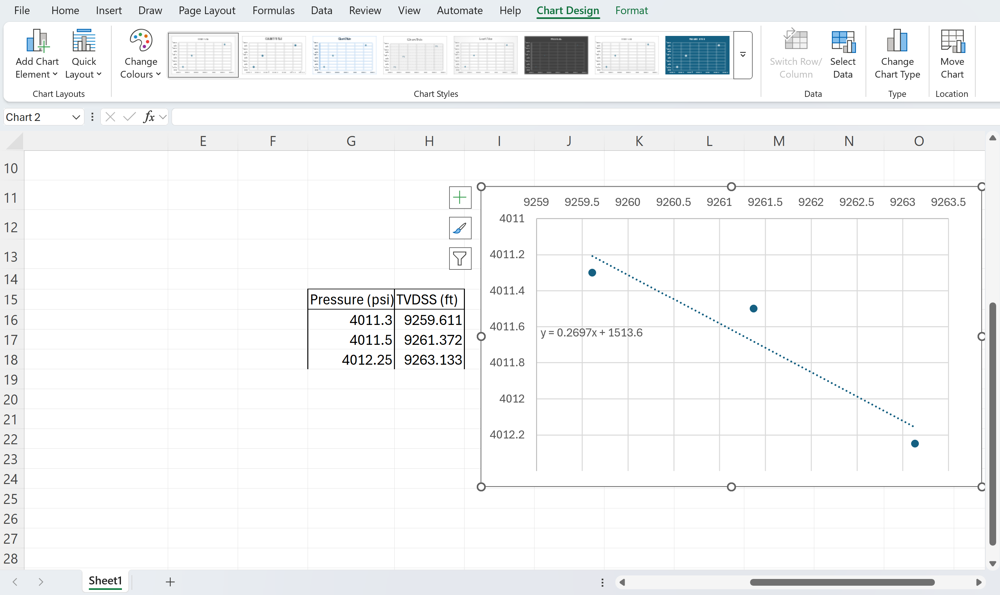 File Home Insert Draw Page Layout Formulas Data Review View Automate Help Chart Design Format
Add Chart Element
Quick Layout
Change Colours
Switch Row/ Column
Select Data
Change Chart Type
Move Chart
Chart Layouts
Chart Styles
Data
Type
Location
Chart 2
fx
E F G H I J K L M N O
10
11
12
13
14
15
16
17
18
19
20
21
22
23
24
25
26
27
28
Pressure (psi) TVDSS (ft)
4011.3 9259.611
4011.5 9261.372
4012.25 9263.133
9259 9259.5 9260 9260.5 9261 9261.5 9262 9262.5 9263 9263.5
4011
4011.2
4011.4
4011.6
4011.8
4012
4012.2
y = 0.2697x + 1513.6
Sheet1